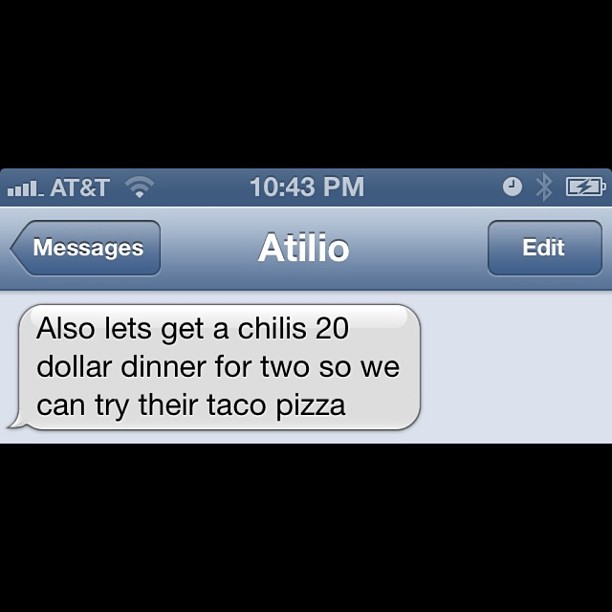 AT&T 10:43 PM
Messages Atilio Edit
Also lets get a chilis 20
dollar dinner for two so we
can try their taco pizza